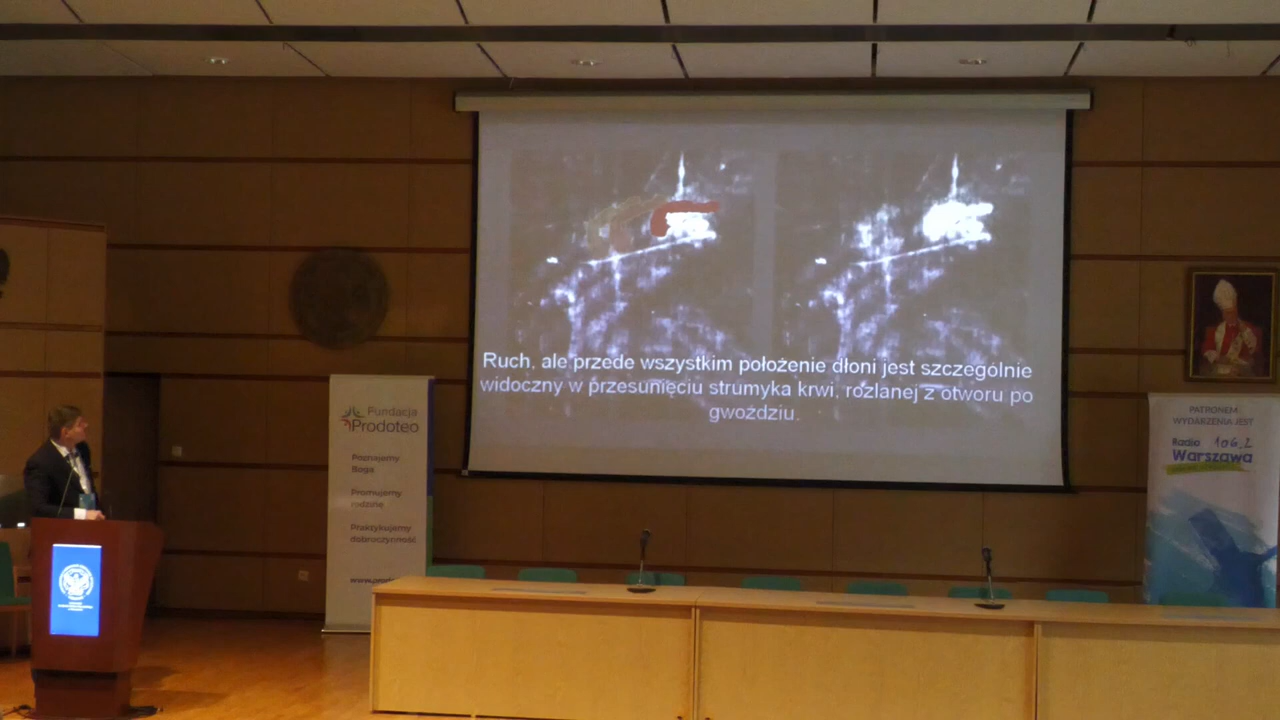 Ruch, ale przede wszystkim położenie dłoni jest szczególnie
widoczny w przesunięciu strumyka krwi, rozlanej z otworu po
gwoździu.
Fundacja
Prodoteo
Poznajemy
Boga
Promujemy
rodzinę
Praktykujemy
dobroczynność
PATRONEM
WYDARZENIA JEST
Radio 106,2
Warszawa